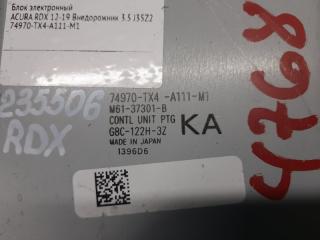 Блок электронный
ACURA RDX 12-19 Внедорожник 3.5 J35Z2
74970-TX4-A111-M1
235506
RDX
74970-TX4 -A111-M1
M61-37301-B
CONTL UNIT PTG
G8C-122H-3Z
KA
MADE IN JAPAN
1396D6